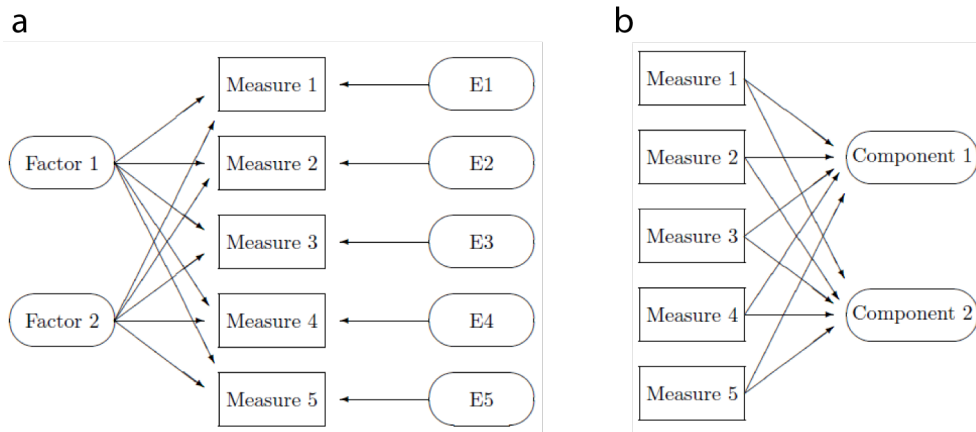 a
Measure 1
E1
Factor 1
Measure 2
E2
Measure 3
E3
Factor 2
Measure 4
E4
Measure 5
E5
b
Measure 1
Component 1
Measure 2
Measure 3
Measure 4
Component 2
Measure 5